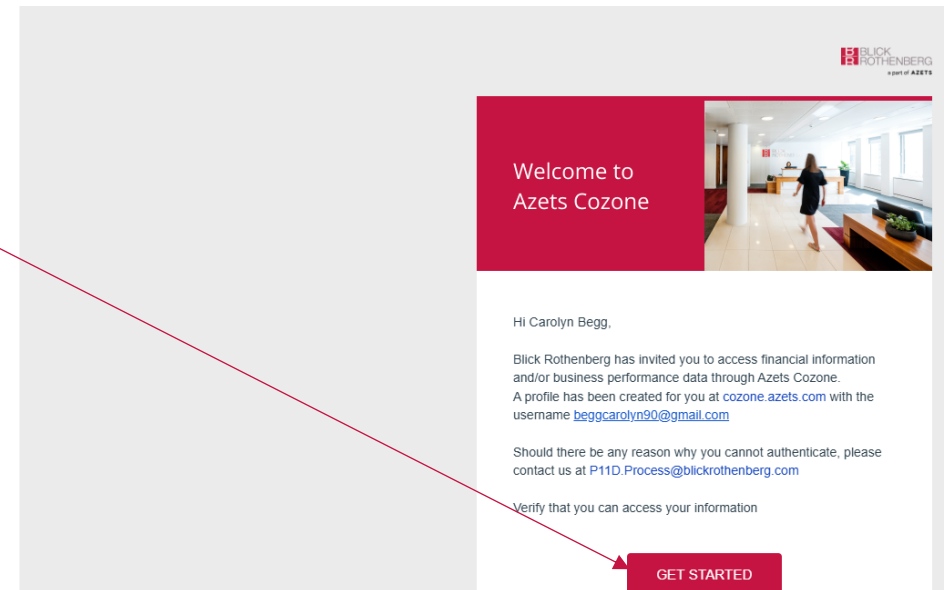 BLICK
ROTHENBERG
a part of AZETS
Welcome to
Azets Cozone
Hi Carolyn Begg,
Blick Rothenberg has invited you to access financial information
and/or business performance data through Azets Cozone.
A profile has been created for you at cozone.azets.com with the
username beggcarolyn90@gmail.com
Should there be any reason why you cannot authenticate, please
contact us at P11D.Process@blickrothenberg.com
Verify that you can access your information
GET STARTED